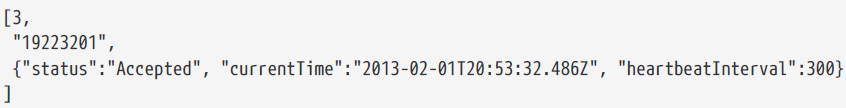 [3,
"19223201",
{"status":"Accepted", "currentTime":"2013-02-01T20:53:32.486Z", "heartbeatInterval":300}
]